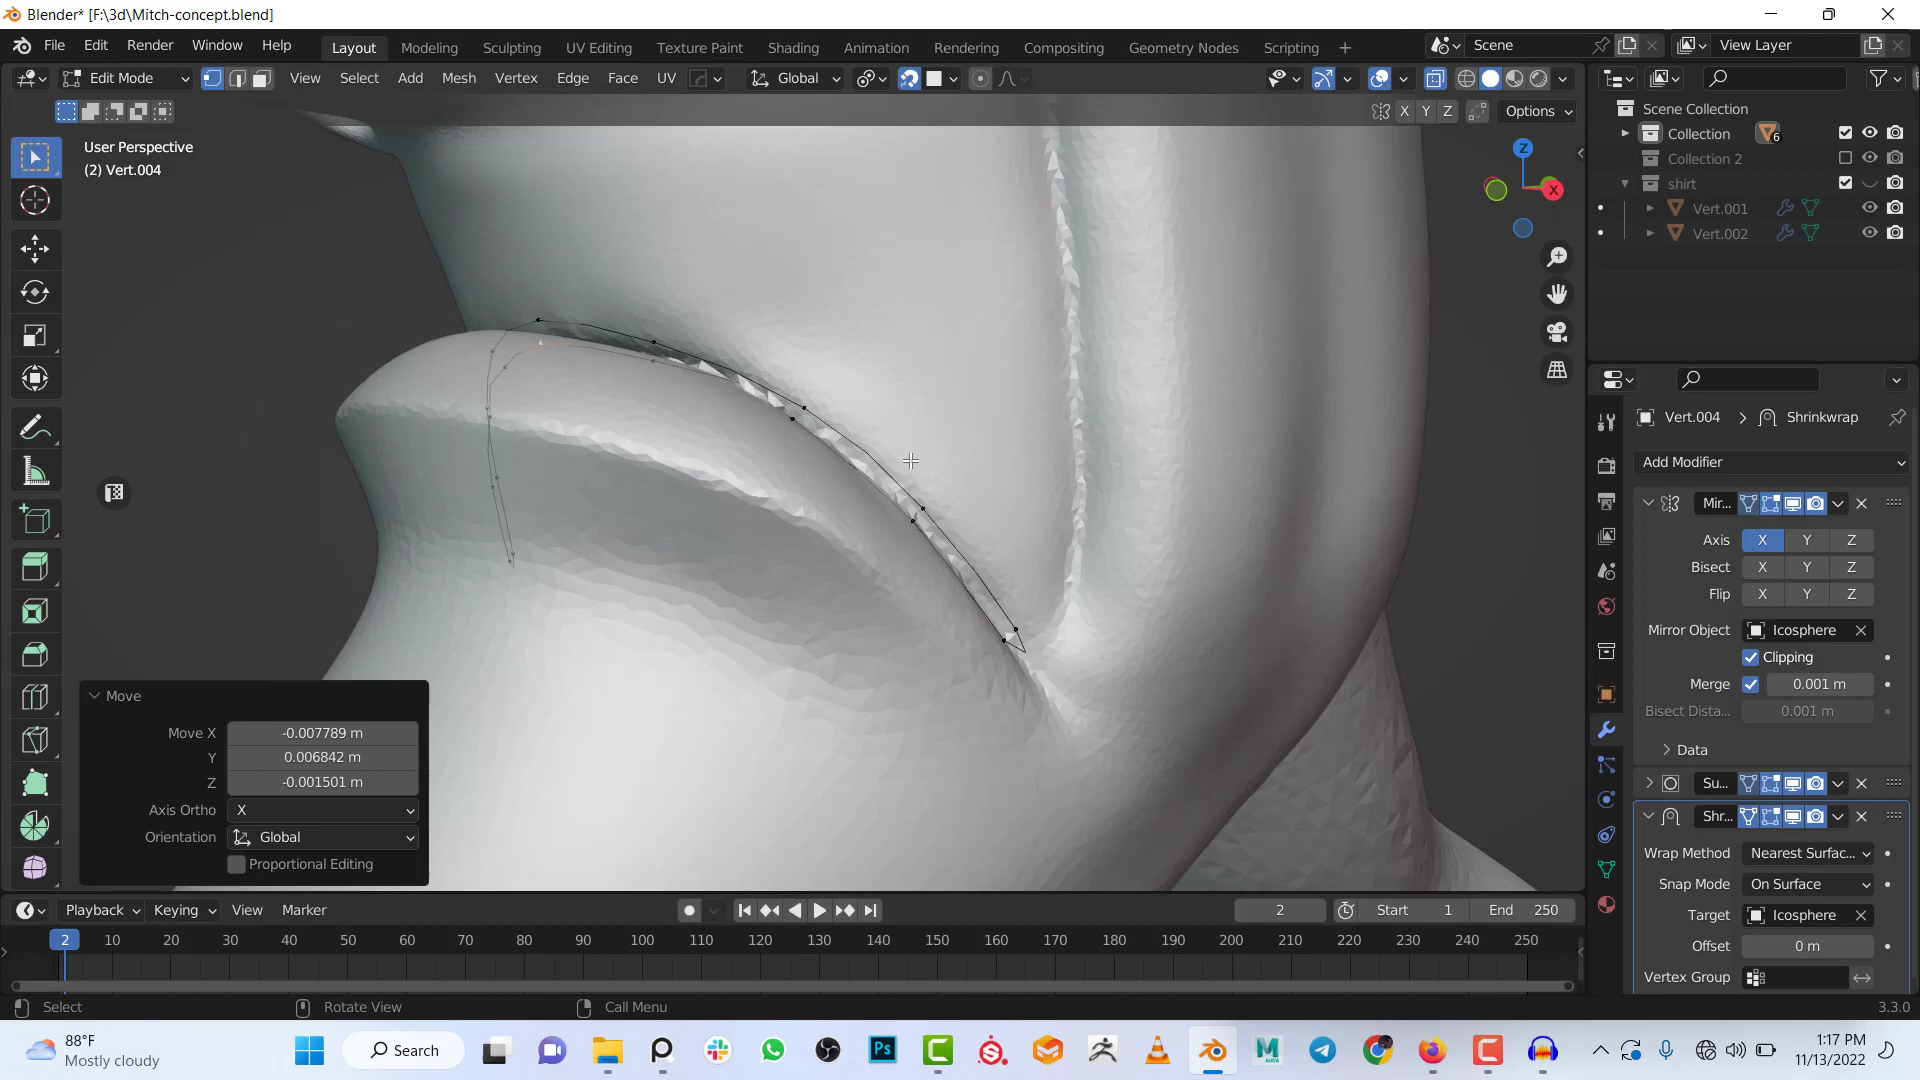 Blender* [F:\3d\Mitch-concept.blend]
File Edit Render Window Help
Layout Modeling Sculpting UV Editing Texture Paint Shading Animation Rendering Compositing Geometry Nodes Scripting
Scene
View Layer
Edit Mode
View Select Add Mesh Vertex Edge Face UV
Global
X Y Z
Options
User Perspective
(2) Vert.004
Z
X
Scene Collection
Collection 6
Collection 2
shirt
Vert.001
Vert.002
Vert.004 Shrinkwrap
Add Modifier
Mir...
Axis X Y Z
Bisect X Y Z
Flip X Y Z
Mirror Object Icosphere
Clipping
Merge 0.001 m
Bisect Dista... 0.001 m
Data
Su...
Shr...
Wrap Method Nearest Surfac...
Snap Mode On Surface
Target Icosphere
Offset 0 m
Vertex Group
Move
Move X -0.007789 m
Y 0.006842 m
Z -0.001501 m
Axis Ortho X
Orientation Global
Proportional Editing
Playback Keying View Marker
2
Start 1
End 250
2 10 20 30 40 50 60 70 80 90 100 110 120 130 140 150 160 170 180 190 200 210 220 230 240 250
Select
Rotate View
Call Menu
3.3.0
88°F
Mostly cloudy
Search
Ps
MAYA
1:17 PM
11/13/2022